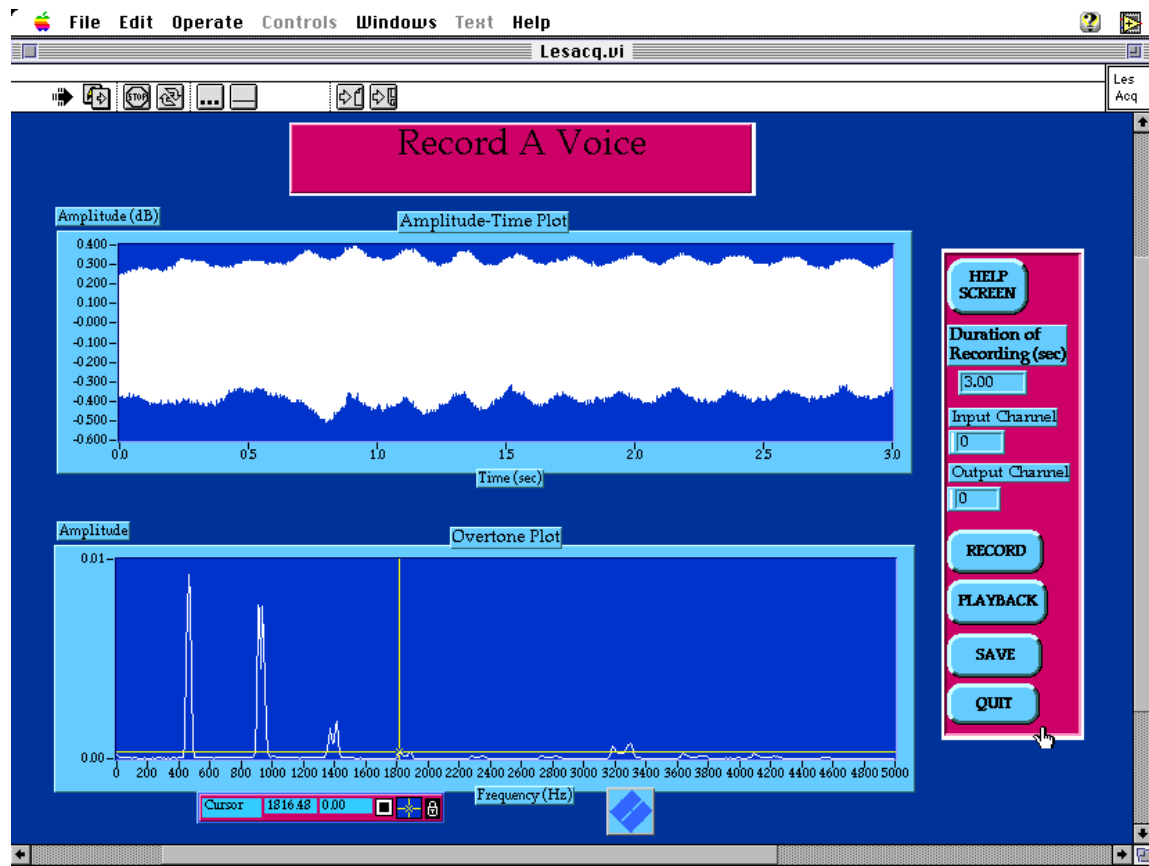 File Edit Operate Controls Windows Text Help
Lesacq.vi
Les
Acq
STOP
Record A Voice
Amplitude (dB)
Amplitude-Time Plot
0.400
0.300
0.200
0.100
-0.000
-0.100
-0.200
-0.300
-0.400
-0.500
-0.600
0.0 0.5 1.0 1.5 2.0 2.5 3.0
Time (sec)
HELP
SCREEN
Duration of
Recording (sec)
3.00
Input Channel
0
Output Channel
0
RECORD
PLAYBACK
SAVE
QUIT
Amplitude
Overtone Plot
0.01
0.00
0 200 400 600 800 1000 1200 1400 1600 1800 2000 2200 2400 2600 2800 3000 3200 3400 3600 3800 4000 4200 4400 4600 5000
Frequency (Hz)
Cursor 1816.48 0.00